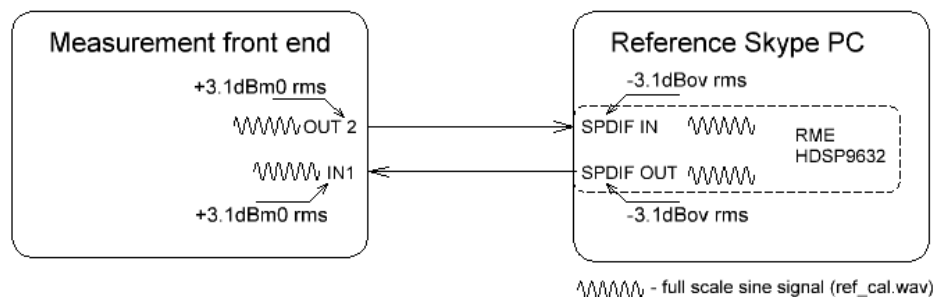 Measurement front end
+3.1dBm0 rms
OUT 2
IN1
+3.1dBm0 rms
Reference Skype PC
-3.1dBov rms
SPDIF IN
RME
HDSP9632
SPDIF OUT
-3.1dBov rms
- full scale sine signal (ref_cal.wav)